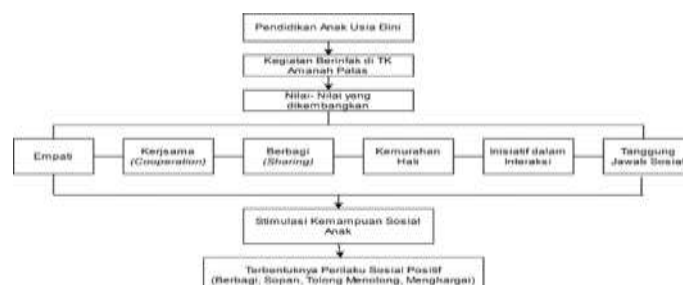 Pendidikan Anak Usia Dini
Kegiatan Berinfak di TK
Amanah Palas
Nilai- Nilai yang
dikembangkan
Empati
Kerjsama
(Cooperation)
Berbagi
(Sharing)
Kemurahan
Hati
Inisiatif dalam
Interaksi
Tanggung
Jawab Sosial
Stimulasi Kemampuan Sosial
Anak
Terbentuknya Perilaku Sosial Positif
(Berbagi, Sopan, Tolong Menolong, Menghargai)